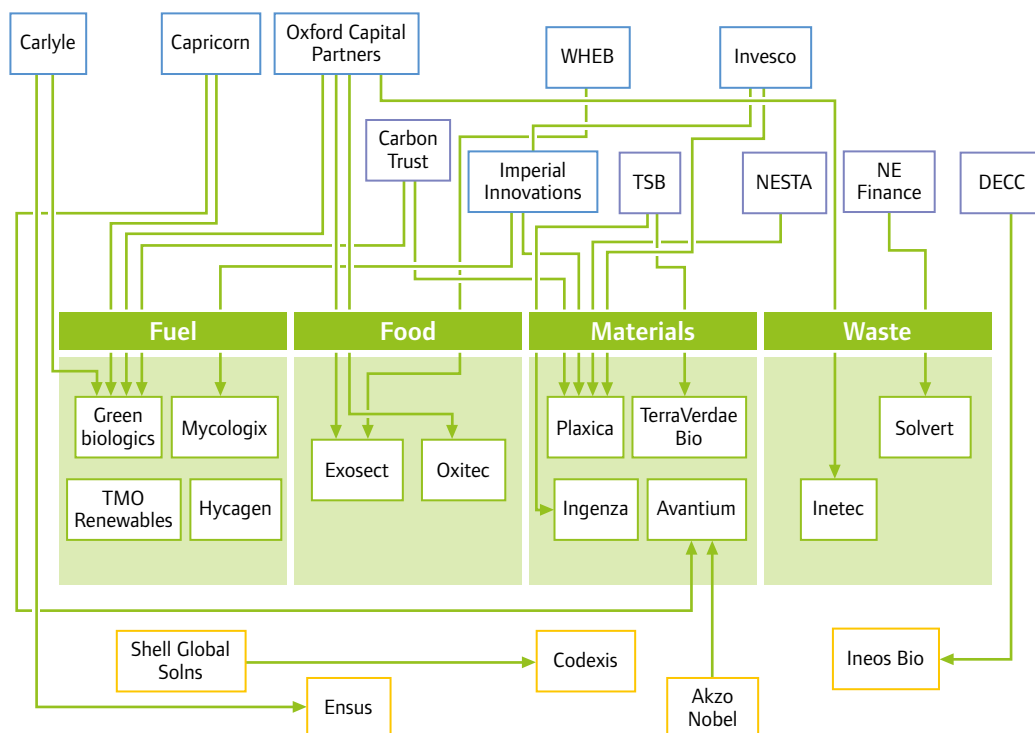 Carlyle
Capricorn
Oxford Capital
Partners
WHEB
Invesco
Carbon
Trust
Imperial
Innovations
TSB
NESTA
NE
Finance
DECC
Fuel
Food
Materials
Waste
Green
biologics
Mycologix
Exosect
Oxitec
Plaxica
TerraVerdae
Bio
Solvert
TMO
Renewables
Hycagen
Ingenza
Avantium
Inetec
Shell Global
Solns
Codexis
Ineos Bio
Ensus
Akzo
Nobel